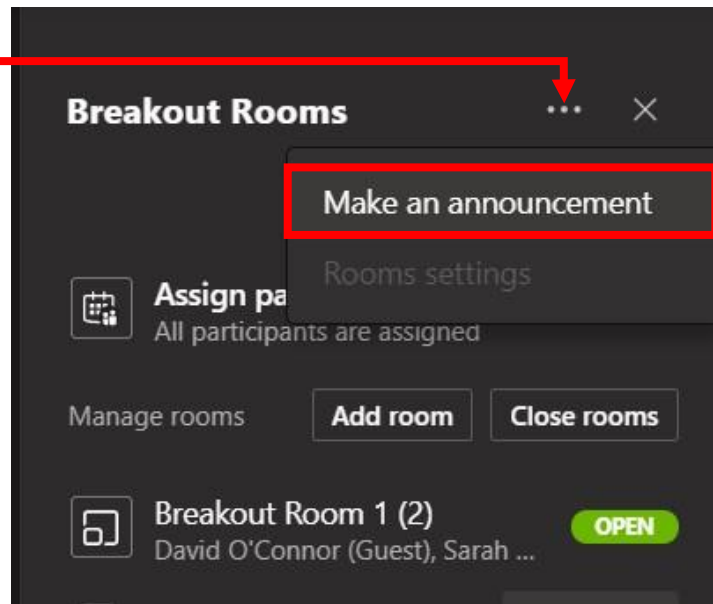 Breakout Rooms
Make an announcement
Rooms settings
Assign pa
All participants are assigned
Manage rooms
Add room
Close rooms
Breakout Room 1 (2)
OPEN
David O'Connor (Guest), Sarah ...